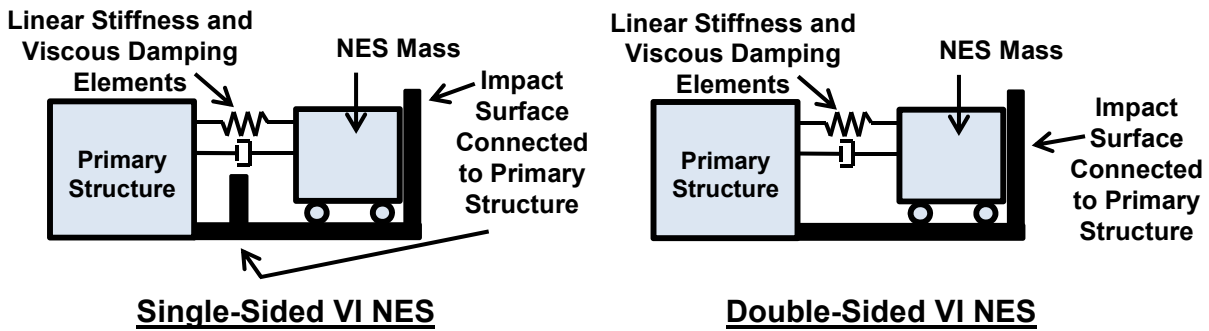 Linear Stiffness and
Viscous Damping
Elements
NES Mass
Impact
Surface
Connected
to Primary
Structure
Primary
Structure
Single-Sided VI NES
Linear Stiffness and
Viscous Damping
Elements
NES Mass
Impact
Surface
Connected
to Primary
Structure
Primary
Structure
Double-Sided VI NES